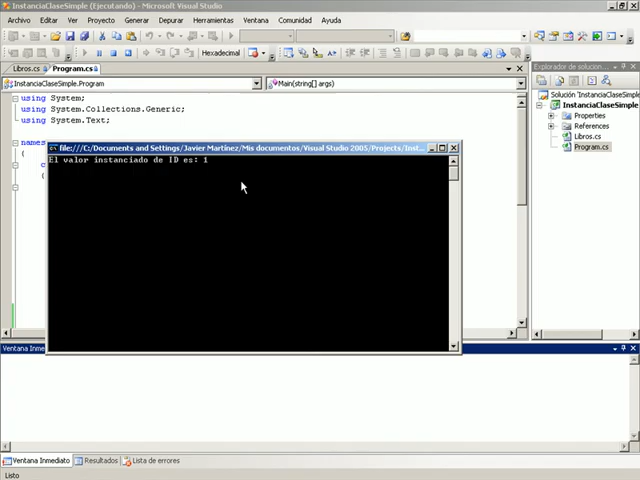 InstanciaClaseSimple (Ejecutando) - Microsoft Visual Studio
Archivo Editar Ver Proyecto Generar Depurar Herramientas Ventana Comunidad Ayuda
Hexadecimal
Libros.cs Program.cs
Explorador de solucion...
InstanciaClaseSimple.Program
Main(string[] args)
using System;
using System.Collections.Generic;
using System.Text;
names
{
c
{
Solución 'InstanciaClaseSimple
InstanciaClaseSimple
Properties
References
Libros.cs
Program.cs
file:///C:/Documents and Settings/Javier Martínez/Mis documentos/Visual Studio 2005/Projects/Inst...
El valor instanciado de ID es: 1
Ventana Inme
Ventana Inmediato Resultados Lista de errores
Listo